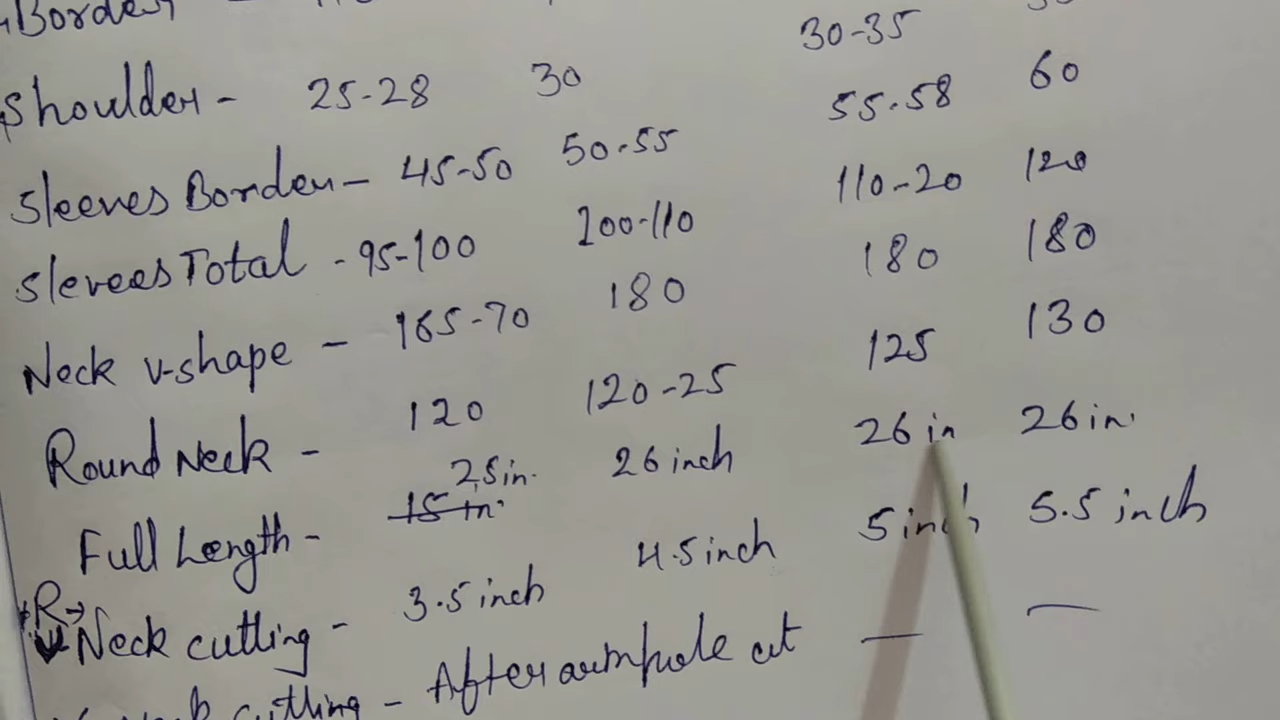 Border
30-35
Shoulder - 25-28 30 55-58 60
Sleeves Border - 45-50 50-55 110-20 120
Slevees Total - 95-100 100-110 180 180
Neck V-shape - 165-70 180 125 130
Round Neck - 120 120-25 26 in 26 in.
Full Length - 15 in. 25 in. 26 inch 5 inch 5.5 inch
R→ Neck cutting - 3.5 inch 4.5 inch — —
Neck cutting - After armhole cut